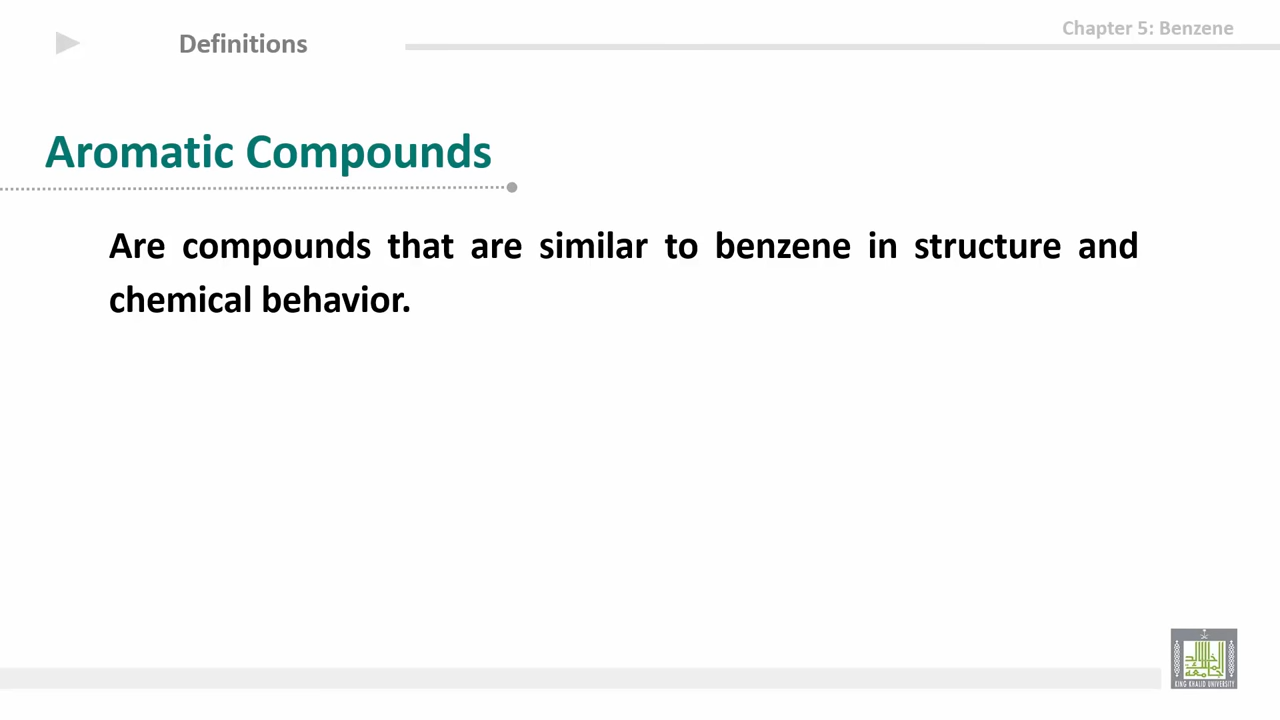 Definitions
Chapter 5: Benzene
Aromatic Compounds
Are compounds that are similar to benzene in structure and
chemical behavior.
KING KHALID UNIVERSITY